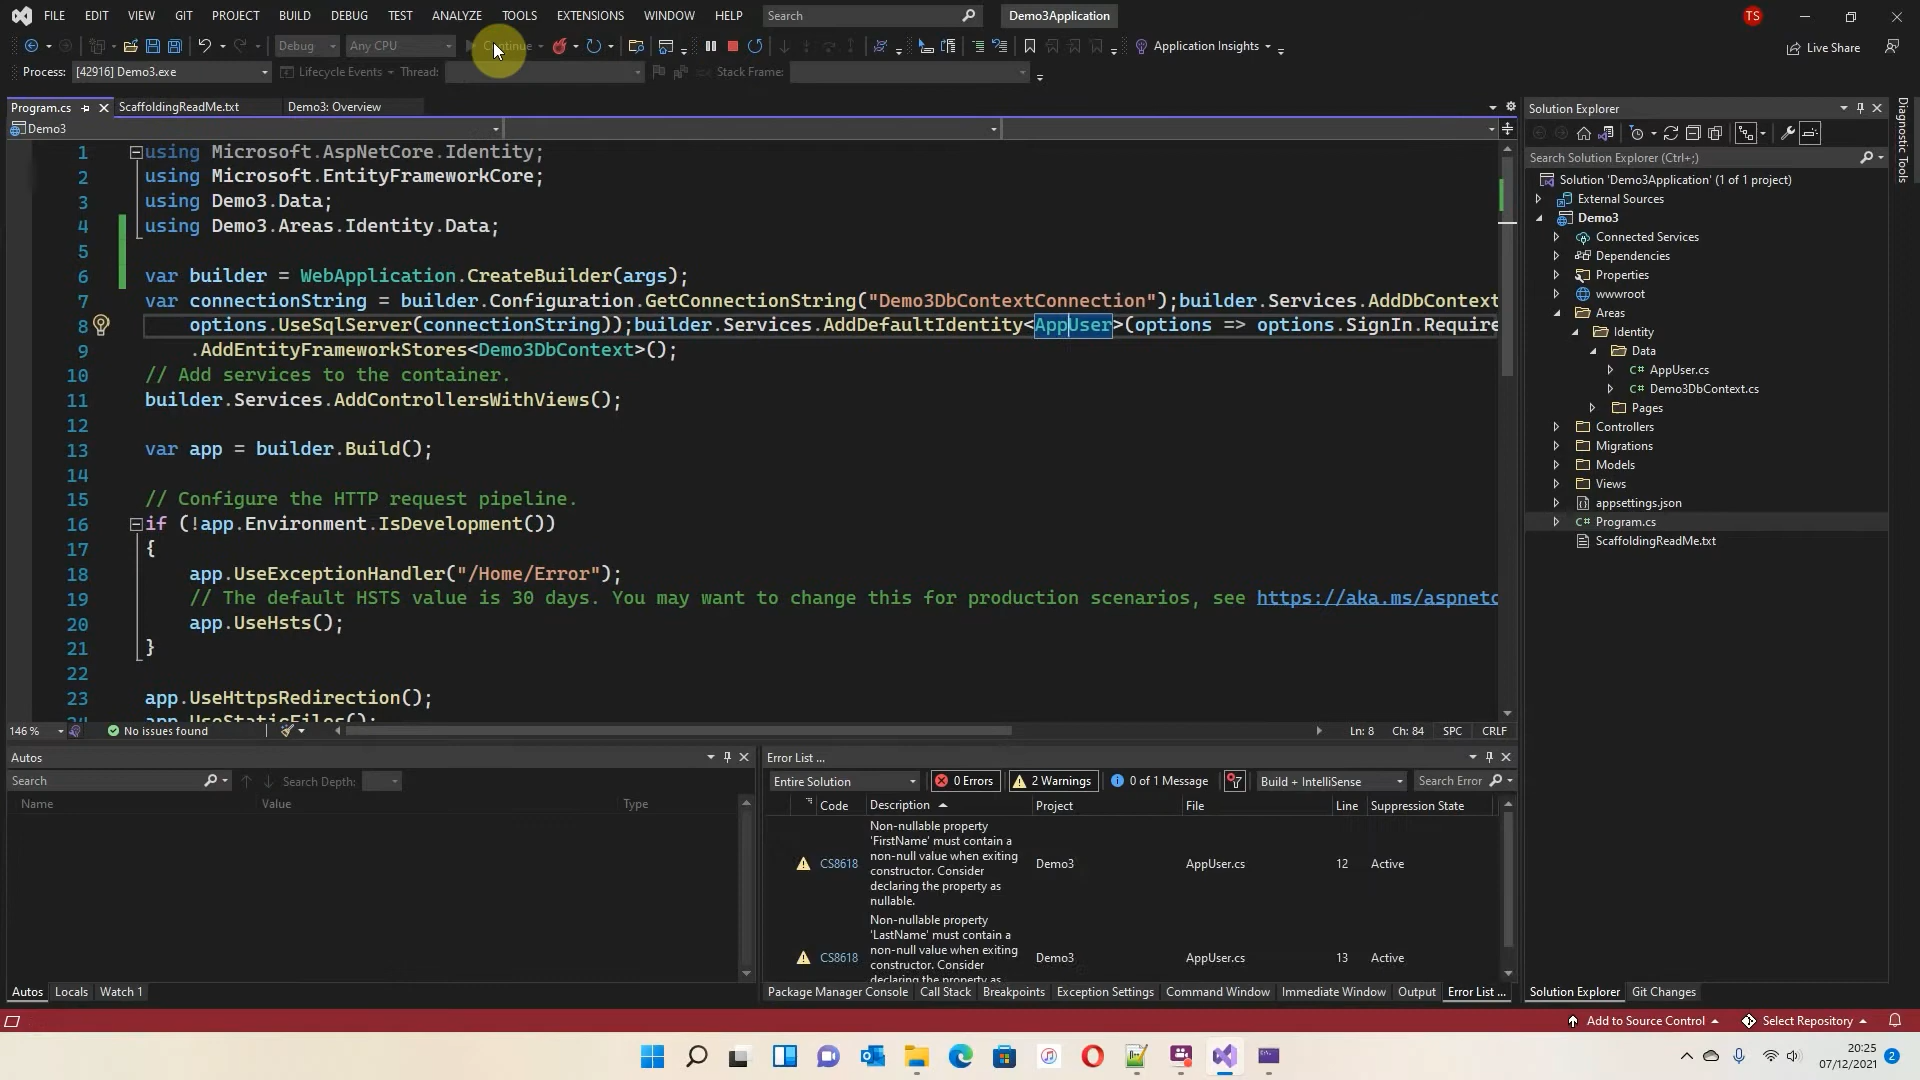 FILE EDIT VIEW GIT PROJECT BUILD DEBUG TEST ANALYZE TOOLS EXTENSIONS WINDOW HELP Search Demo3Application TS
Debug Any CPU Continue Application Insights Live Share
Process: [42916] Demo3.exe Lifecycle Events Thread: Stack Frame:
Program.cs ScaffoldingReadMe.txt Demo3: Overview
Demo3
1 using Microsoft.AspNetCore.Identity;
2 using Microsoft.EntityFrameworkCore;
3 using Demo3.Data;
4 using Demo3.Areas.Identity.Data;
5
6 var builder = WebApplication.CreateBuilder(args);
7 var connectionString = builder.Configuration.GetConnectionString("Demo3DbContextConnection");builder.Services.AddDbContext
8 options.UseSqlServer(connectionString));builder.Services.AddDefaultIdentity<AppUser>(options => options.SignIn.Require
9 .AddEntityFrameworkStores<Demo3DbContext>();
10 // Add services to the container.
11 builder.Services.AddControllersWithViews();
12
13 var app = builder.Build();
14
15 // Configure the HTTP request pipeline.
16 if (!app.Environment.IsDevelopment())
17 {
18 app.UseExceptionHandler("/Home/Error");
19 // The default HSTS value is 30 days. You may want to change this for production scenarios, see https://aka.ms/aspnetc
20 app.UseHsts();
21 }
22
23 app.UseHttpsRedirection();
24 app.UseStaticFiles();
146 % No issues found Ln: 8 Ch: 84 SPC CRLF
Solution Explorer
Search Solution Explorer (Ctrl+;)
Solution 'Demo3Application' (1 of 1 project)
External Sources
Demo3
Connected Services
Dependencies
Properties
wwwroot
Areas
Identity
Data
C# AppUser.cs
C# Demo3DbContext.cs
Pages
Controllers
Migrations
Models
Views
appsettings.json
C# Program.cs
ScaffoldingReadMe.txt
Solution Explorer Git Changes
Diagnostic Tools
Autos
Search Search Depth:
Name Value Type
Autos Locals Watch 1
Error List ...
Entire Solution 0 Errors 2 Warnings 0 of 1 Message Build + IntelliSense Search Error
Code Description Project File Line Suppression State
CS8618 Non-nullable property
'FirstName' must contain a
non-null value when exiting
constructor. Consider
declaring the property as
nullable.
Demo3 AppUser.cs 12 Active
CS8618 Non-nullable property
'LastName' must contain a
non-null value when exiting
constructor. Consider
declaring the property as
Demo3 AppUser.cs 13 Active
Package Manager Console Call Stack Breakpoints Exception Settings Command Window Immediate Window Output Error List ...
Add to Source Control Select Repository
20:25
07/12/2021
2